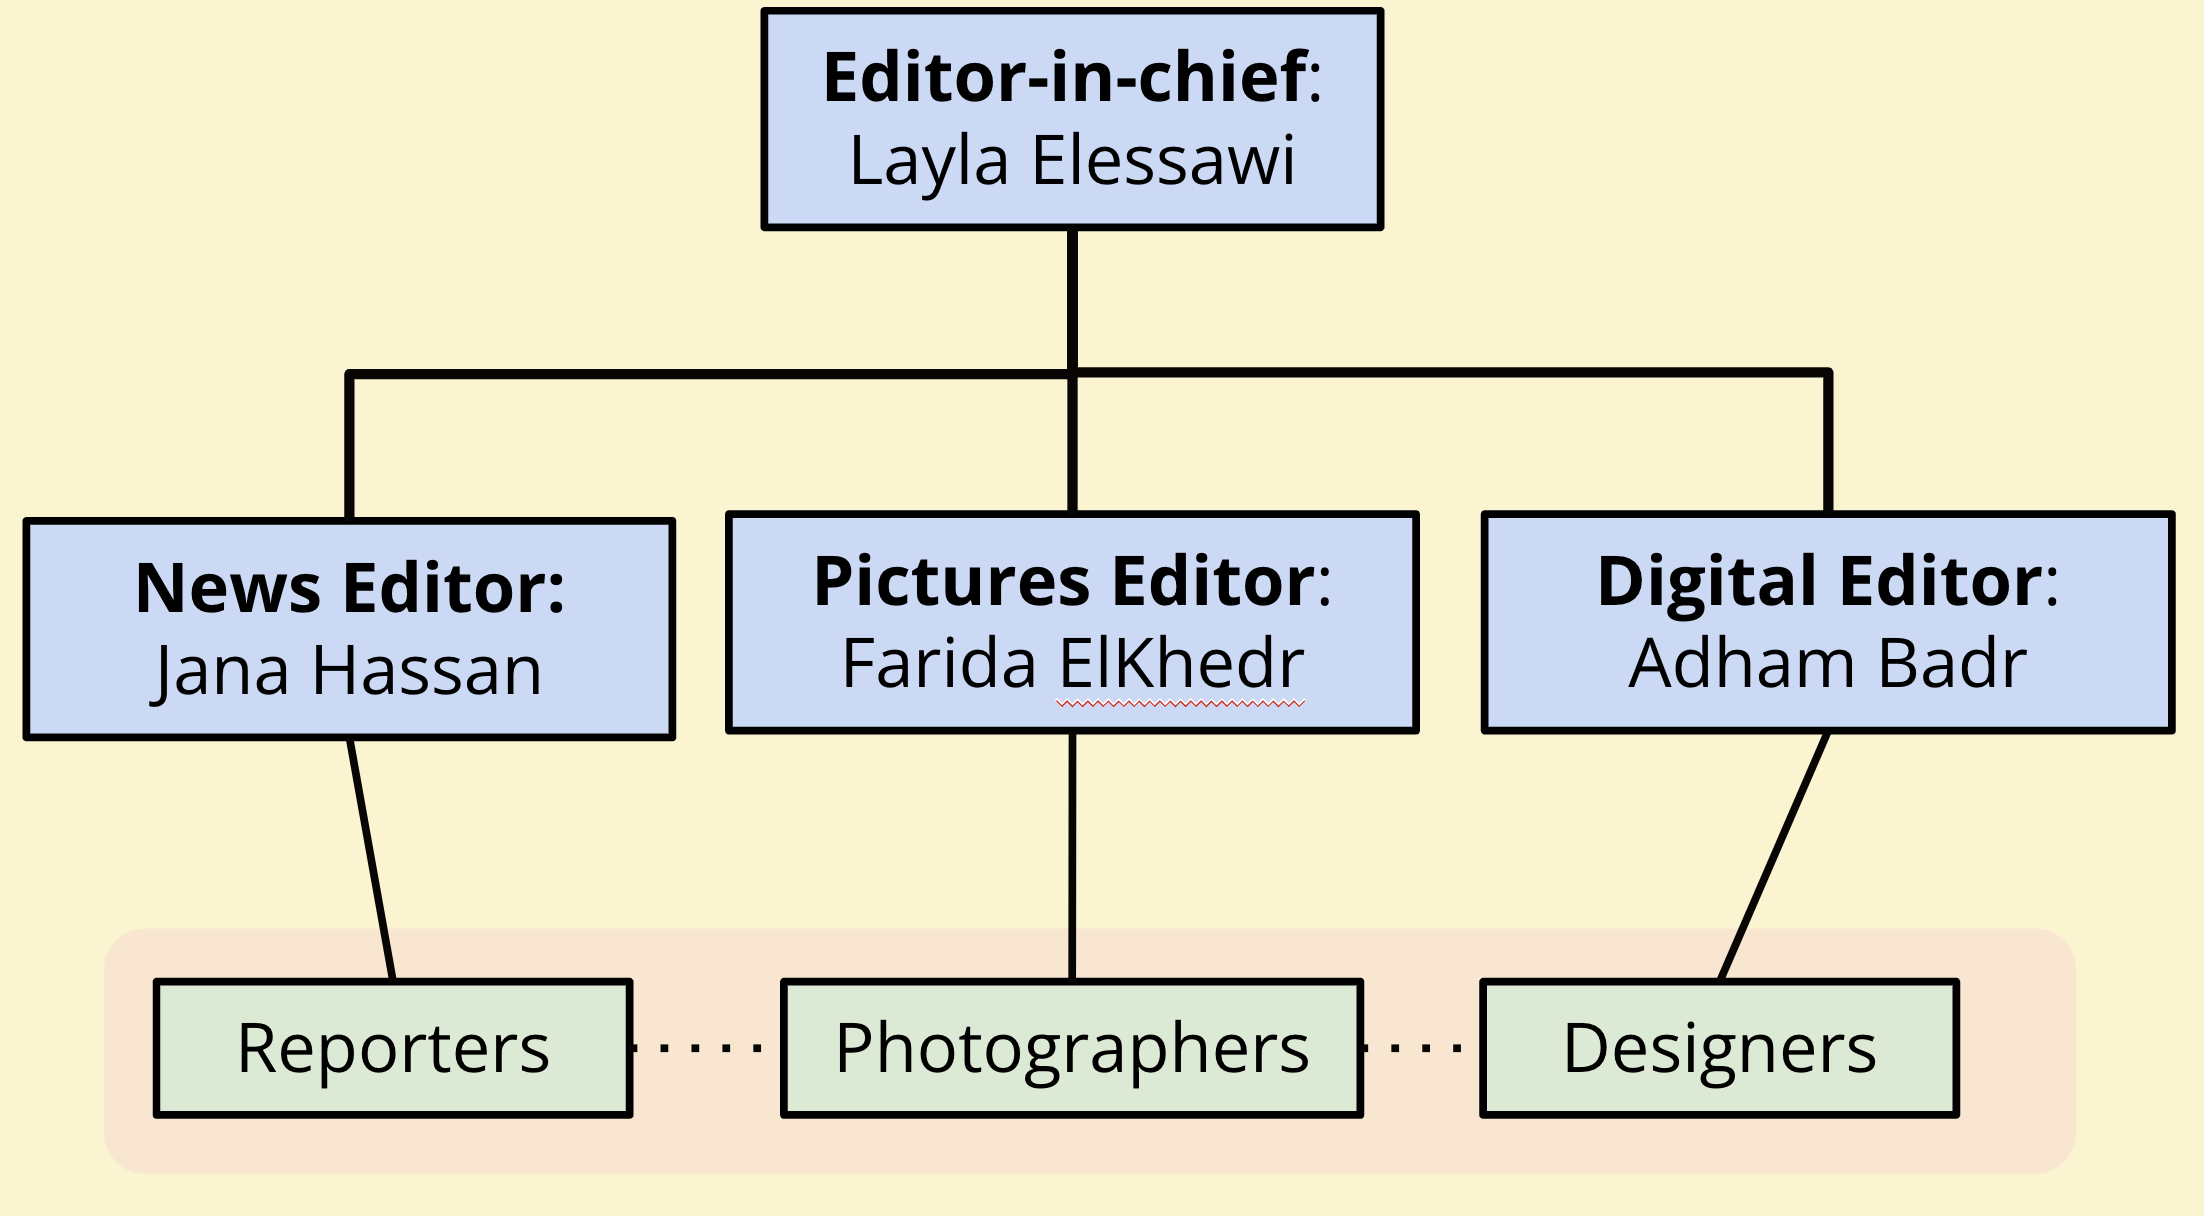 Editor-in-chief:
Layla Elessawi
News Editor:
Jana Hassan
Pictures Editor:
Farida ElKhedr
Digital Editor:
Adham Badr
Reporters
Photographers
Designers